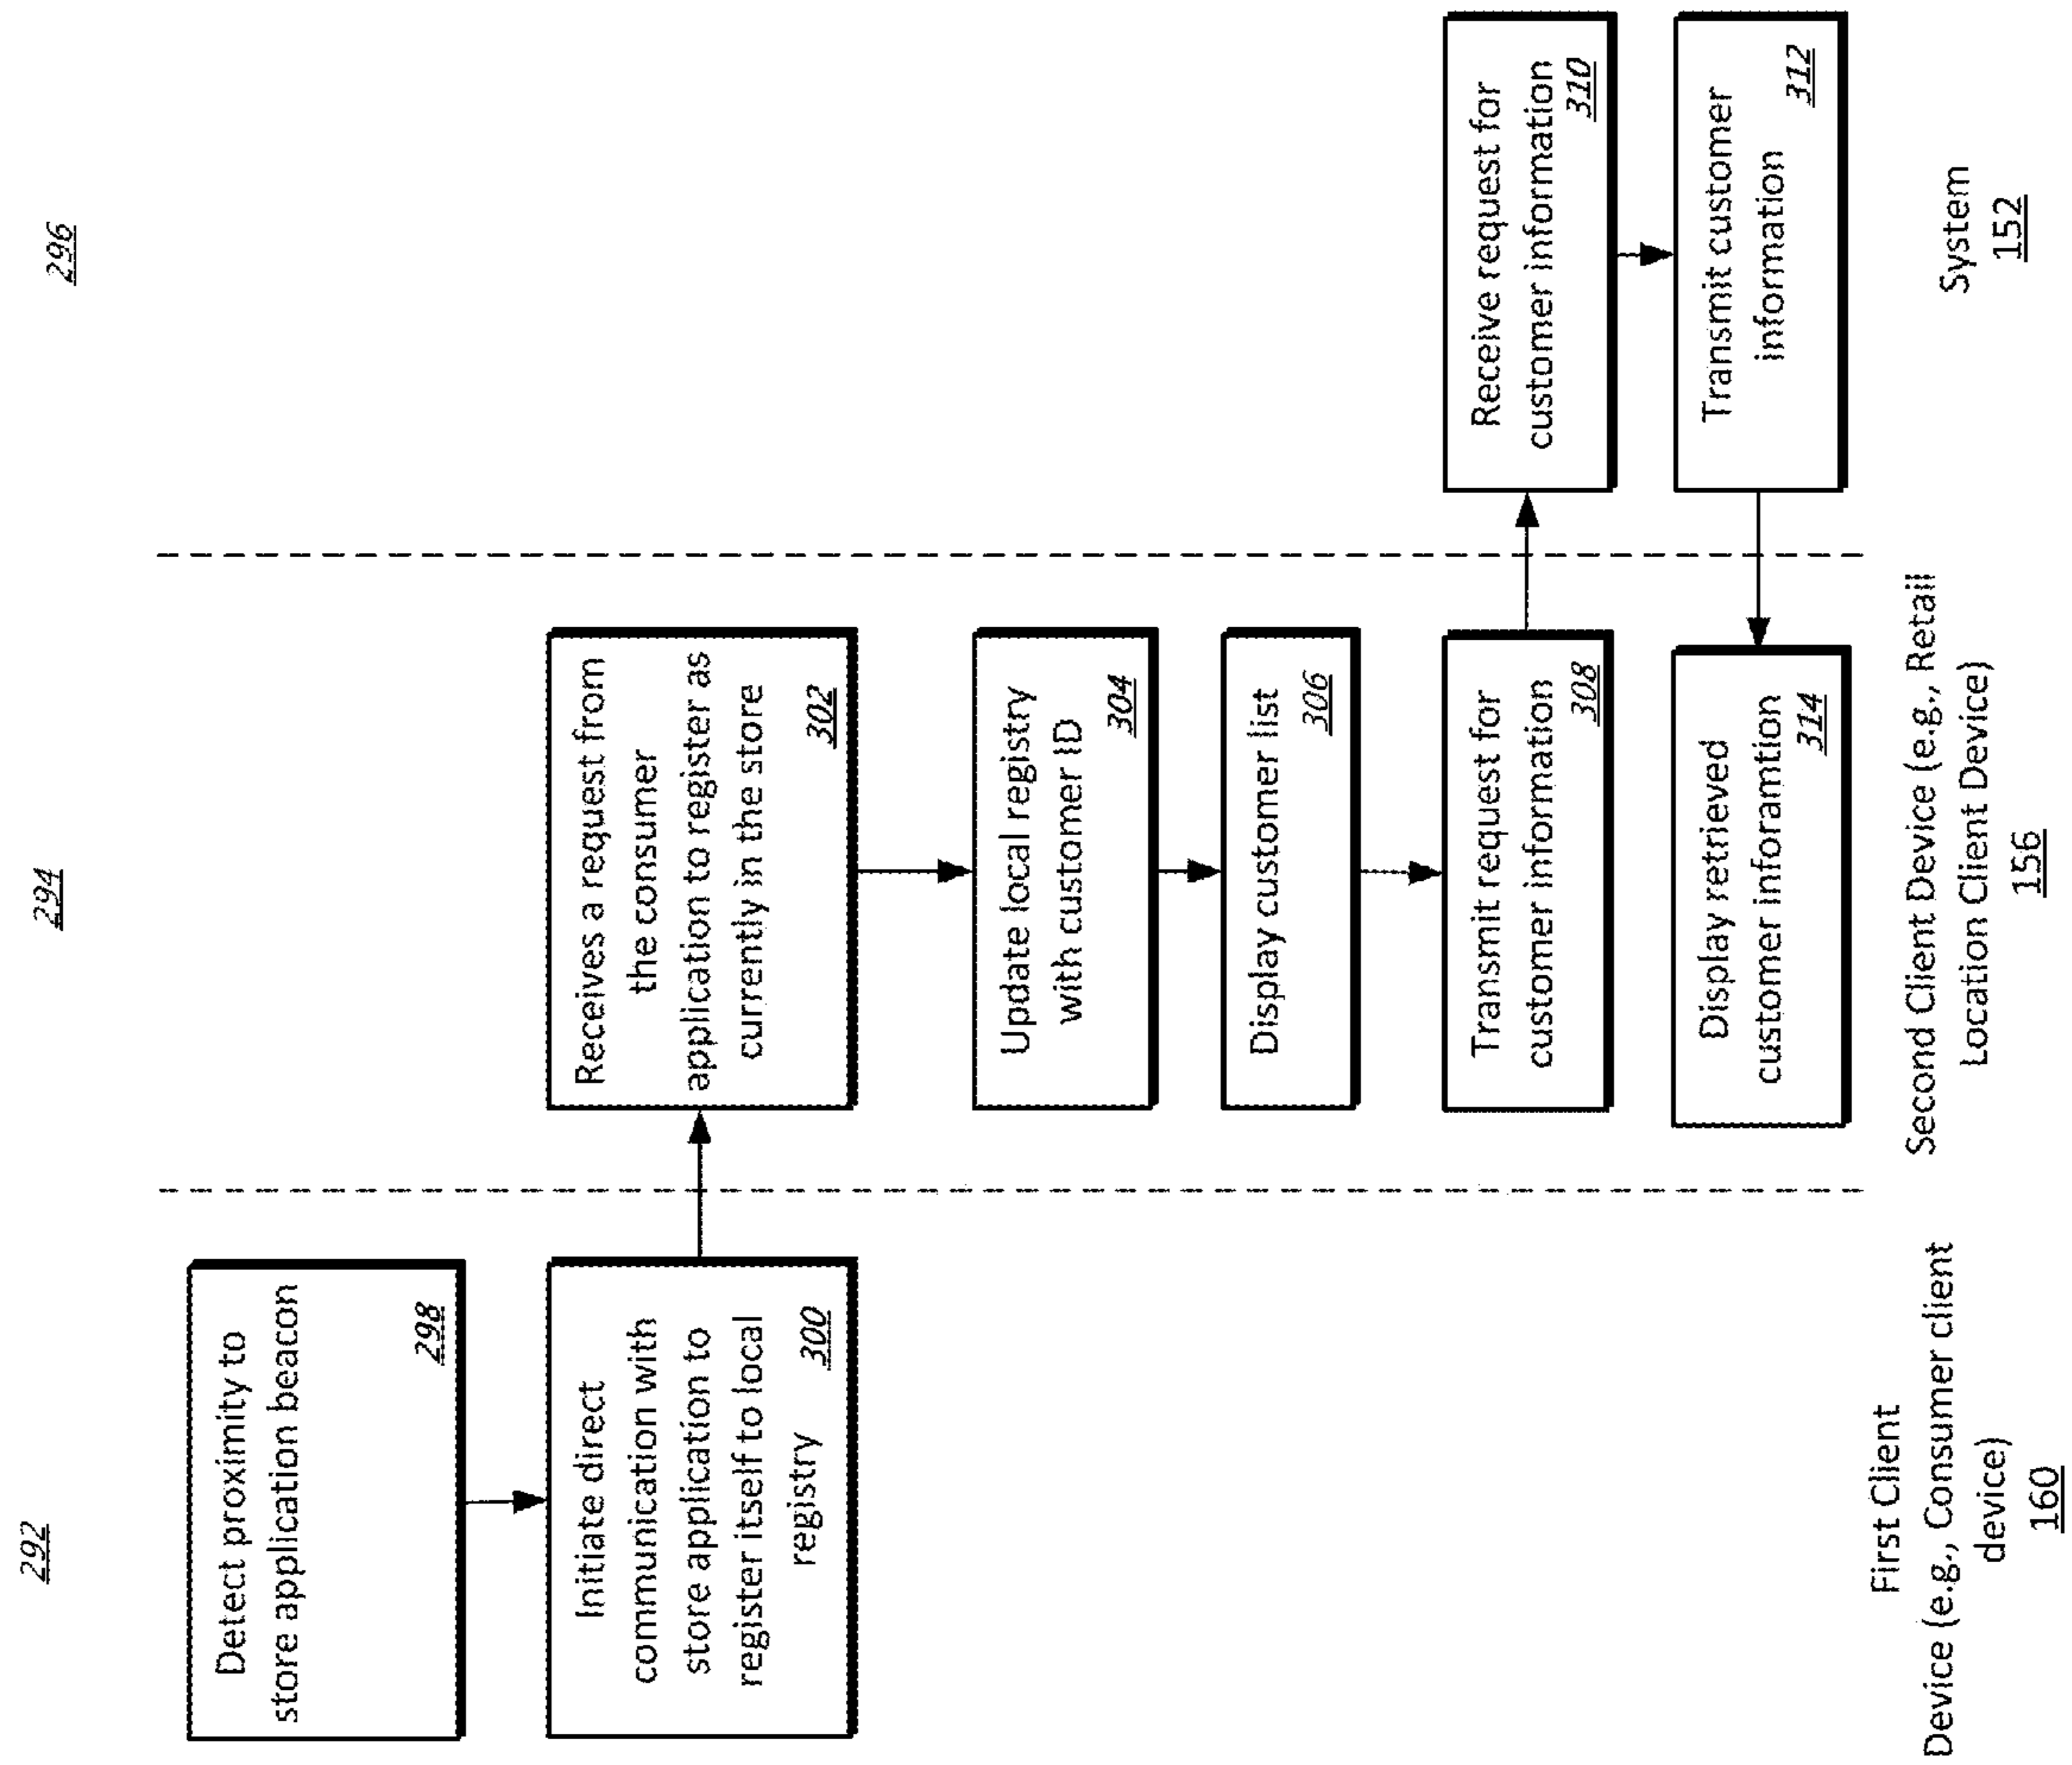 292
294
296
Detect proximity to
store application beacon
298
Initiate direct
communication with
store application to
register itself to local
registry
300
Receives a request from
the consumer
application to register as
currently in the store
302
Update local registry
with customer ID
304
Display customer list
306
Transmit request for
customer information
308
Receive request for
customer information
310
Transmit customer
information
312
Display retrieved
customer inforamtion
314
First Client
Device (e.g., Consumer client
device)
160
Second Client Device (e.g., Retail
Location Client Device)
156
System
152